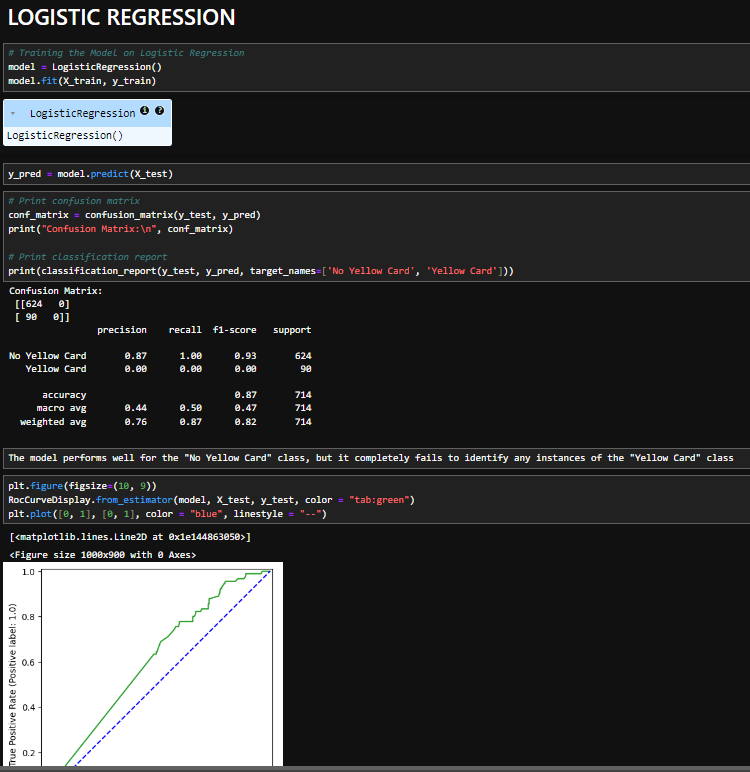 LOGISTIC REGRESSION
# Training the Model on Logistic Regression
model = LogisticRegression()
model.fit(X_train, y_train)
LogisticRegression i ?
LogisticRegression()
y_pred = model.predict(X_test)
# Print confusion matrix
conf_matrix = confusion_matrix(y_test, y_pred)
print("Confusion Matrix:\n", conf_matrix)
# Print classification report
print(classification_report(y_test, y_pred, target_names=['No Yellow Card', 'Yellow Card']))
Confusion Matrix:
[[624 0]
[ 90 0]]
precision recall f1-score support
No Yellow Card 0.87 1.00 0.93 624
Yellow Card 0.00 0.00 0.00 90
accuracy 0.87 714
macro avg 0.44 0.50 0.47 714
weighted avg 0.76 0.87 0.82 714
The model performs well for the "No Yellow Card" class, but it completely fails to identify any instances of the "Yellow Card" class
plt.figure(figsize=(10, 9))
RocCurveDisplay.from_estimator(model, X_test, y_test, color = "tab:green")
plt.plot([0, 1], [0, 1], color = "blue", linestyle = "--")
[<matplotlib.lines.Line2D at 0x1e144863050>]
<Figure size 1000x900 with 0 Axes>
1.0
0.8
0.6
0.4
0.2
True Positive Rate (Positive label: 1.0)